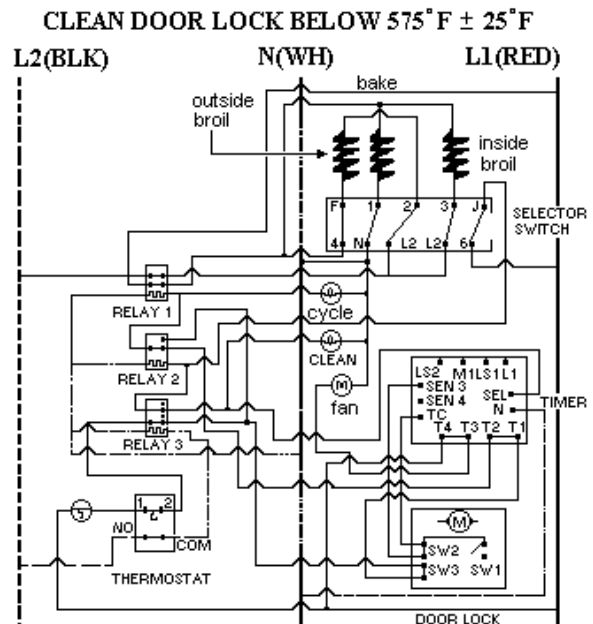 CLEAN DOOR LOCK BELOW 575°F ± 25°F
L2(BLK) N(WH) L1(RED)
bake
outside
broil
inside
broil
F 1 2 3 J
4 N L2 L2 6
SELECTOR
SWITCH
RELAY 1
cycle
RELAY 2
CLEAN
M
fan
LS2 M1 LS1 L1
SEN 3
SEN 4
SEL
TC
N
TIMER
T4 T3 T2 T1
RELAY 3
1 2
NO
COM
THERMOSTAT
M
SW2
SW3 SW1
DOOR LOCK